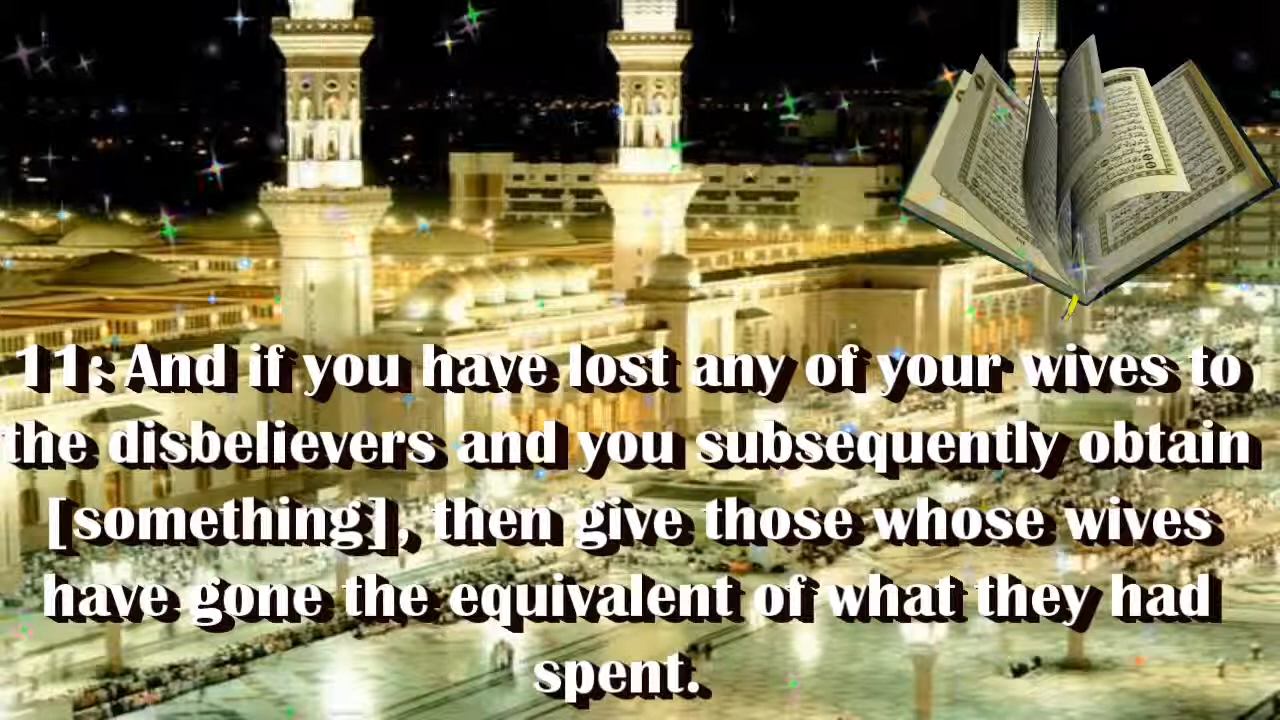 11: And if you have lost any of your wives to
the disbelievers and you subsequently obtain
[something], then give those whose wives
have gone the equivalent of what they had
spent.